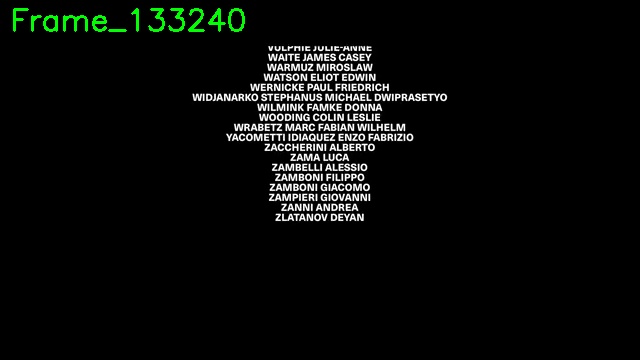 Frame_133240
VULPHIE JULIE-ANNE
WAITE JAMES CASEY
WARMUZ MIROSLAW
WATSON ELIOT EDWIN
WERNICKE PAUL FRIEDRICH
WIDJANARKO STEPHANUS MICHAEL DWIPRASETYO
WILMINK FAMKE DONNA
WOODING COLIN LESLIE
WRABETZ MARC FABIAN WILHELM
YACOMETTI IDIAQUEZ ENZO FABRIZIO
ZACCHERINI ALBERTO
ZAMA LUCA
ZAMBELLI ALESSIO
ZAMBONI FILIPPO
ZAMBONI GIACOMO
ZAMPIERI GIOVANNI
ZANNI ANDREA
ZLATANOV DEYAN